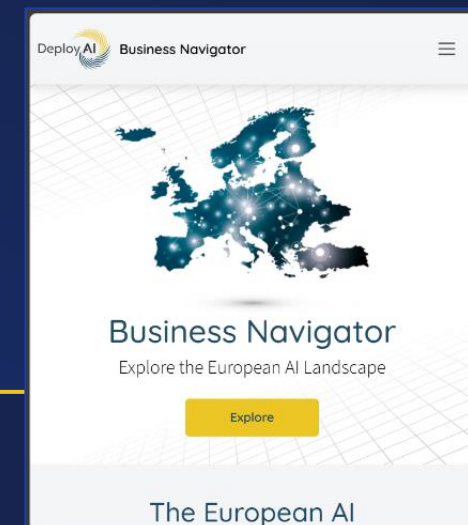 Deploy AI Business Navigator
Business Navigator
Explore the European AI Landscape
Explore
The European AI